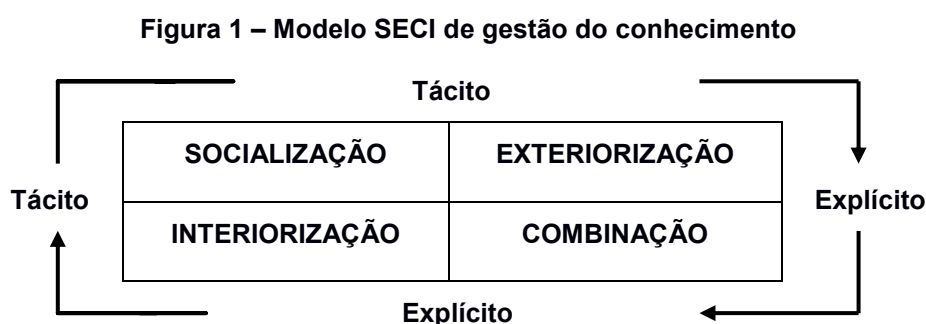 Figura 1 – Modelo SECI de gestão do conhecimento
Tácito
SOCIALIZAÇÃO EXTERIORIZAÇÃO
Tácito Explícito
INTERIORIZAÇÃO COMBINAÇÃO
Explícito